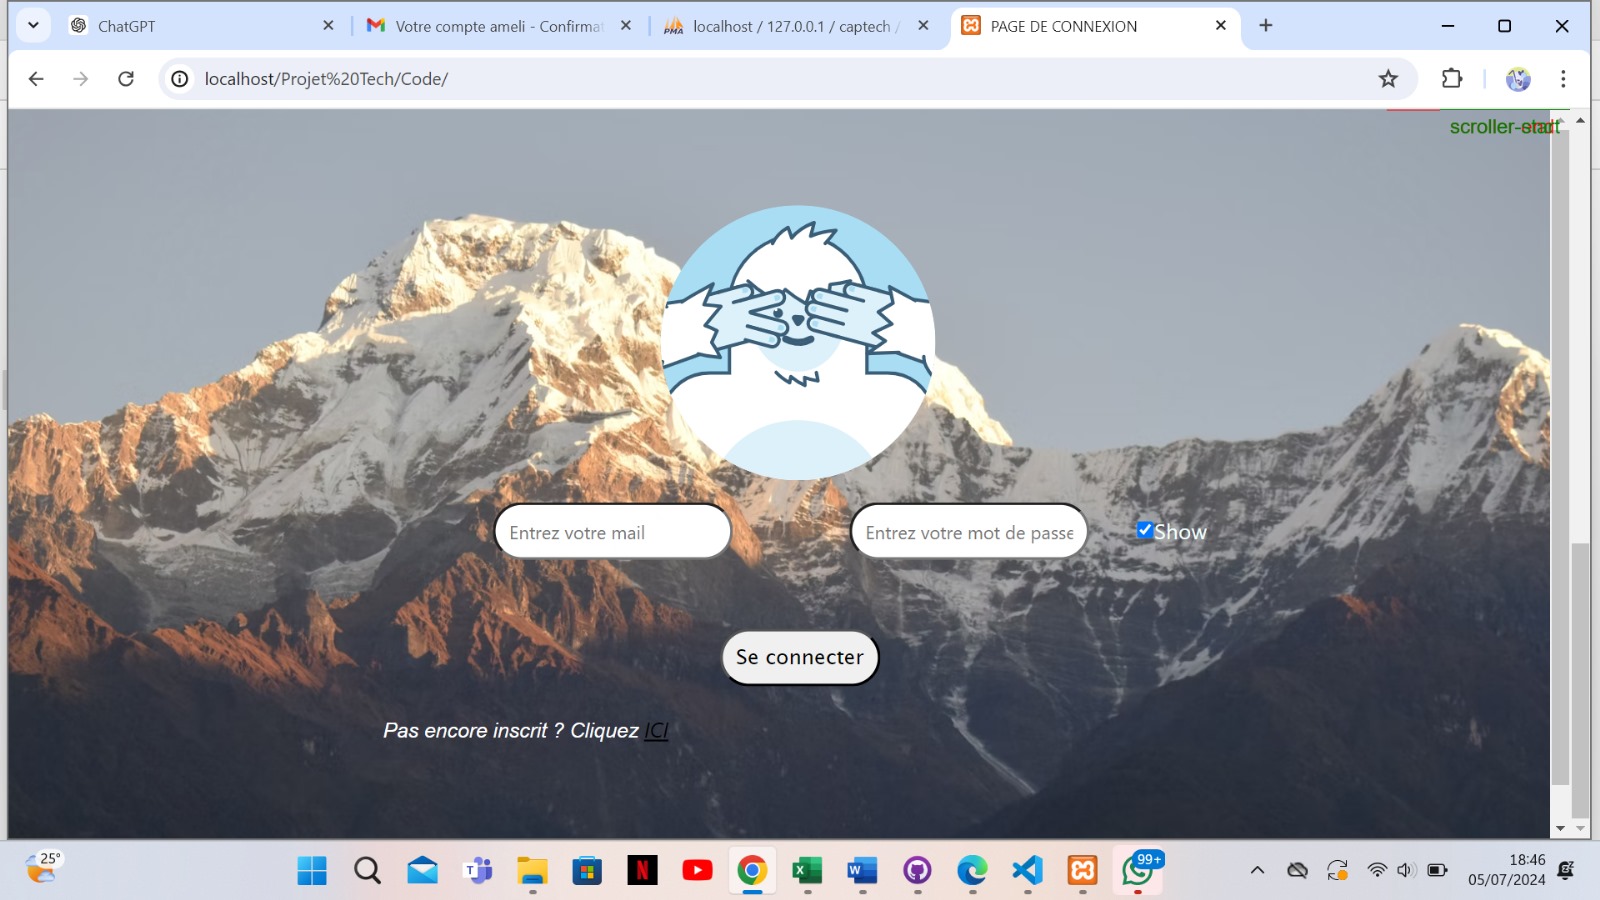 ChatGPT
Votre compte ameli - Confirmat
localhost / 127.0.0.1 / captech /
PAGE DE CONNEXION
localhost/Projet%20Tech/Code/
scroller-start
Entrez votre mail
Entrez votre mot de passe
Show
Se connecter
Pas encore inscrit ? Cliquez ICI
25°
99+
18:46
05/07/2024